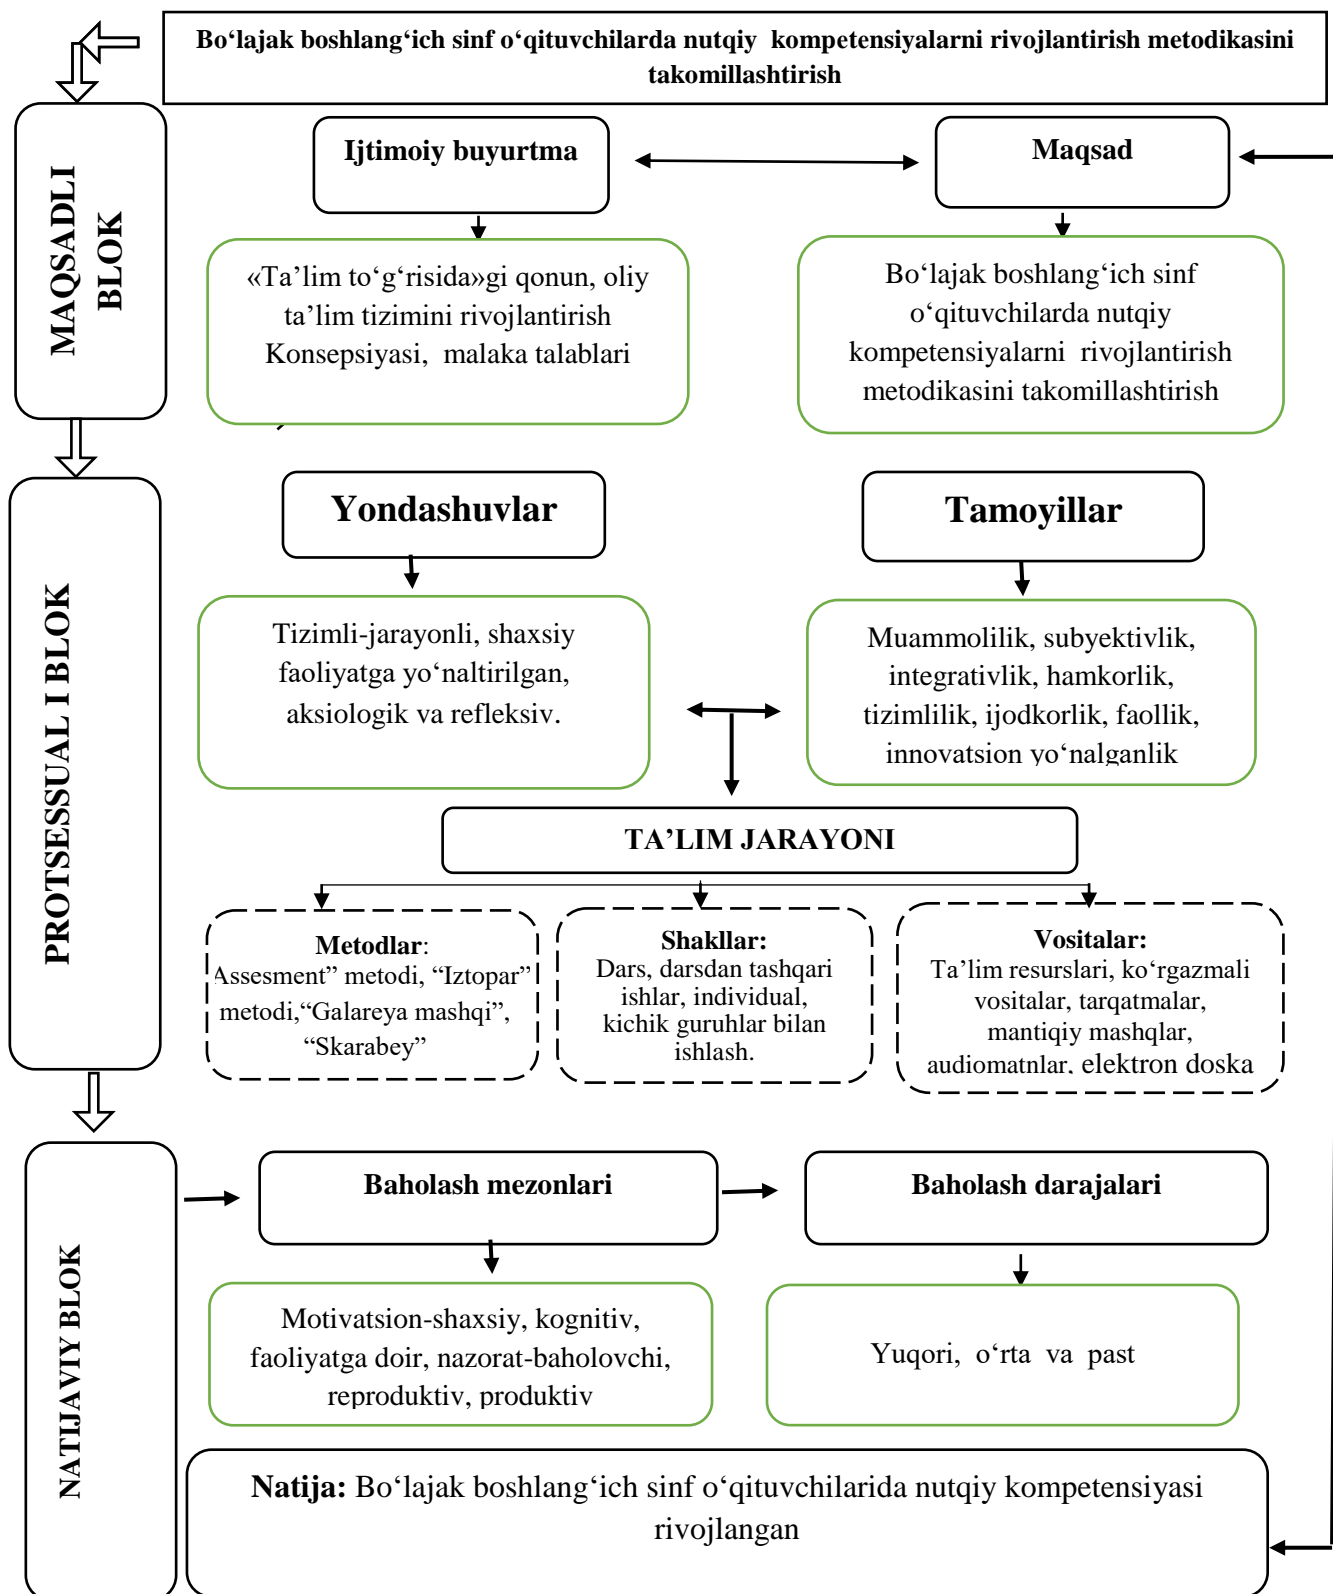 Bo‘lajak boshlang‘ich sinf o‘qituvchilarda nutqiy kompetensiyalarni rivojlantirish metodikasini
takomillashtirish
MAQSADLI
BLOK
Ijtimoiy buyurtma
Maqsad
«Ta’lim to‘g‘risida»gi qonun, oliy
ta’lim tizimini rivojlantirish
Konsepsiyasi, malaka talablari
Bo‘lajak boshlang‘ich sinf
o‘qituvchilarda nutqiy
kompetensiyalarni rivojlantirish
metodikasini takomillashtirish
PROTSESSUAL I BLOK
Yondashuvlar
Tamoyillar
Tizimli-jarayonli, shaxsiy
faoliyatga yo‘naltirilgan,
aksiologik va refleksiv.
Muammolilik, subyektivlik,
integrativlik, hamkorlik,
tizimlilik, ijodkorlik, faollik,
innovatsion yo‘nalganlik
TA’LIM JARAYONI
Metodlar:
Assesment” metodi, “Iztopar”
metodi,“Galareya mashqi”,
“Skarabey”
Shakllar:
Dars, darsdan tashqari
ishlar, individual,
kichik guruhlar bilan
ishlash.
Vositalar:
Ta’lim resurslari, ko‘rgazmali
vositalar, tarqatmalar,
mantiqiy mashqlar,
audiomatnlar, elektron doska
NATIJAVIY BLOK
Baholash mezonlari
Baholash darajalari
Motivatsion-shaxsiy, kognitiv,
faoliyatga doir, nazorat-baholovchi,
reproduktiv, produktiv
Yuqori, o‘rta va past
Natija: Bo‘lajak boshlang‘ich sinf o‘qituvchilarida nutqiy kompetensiyasi
rivojlangan